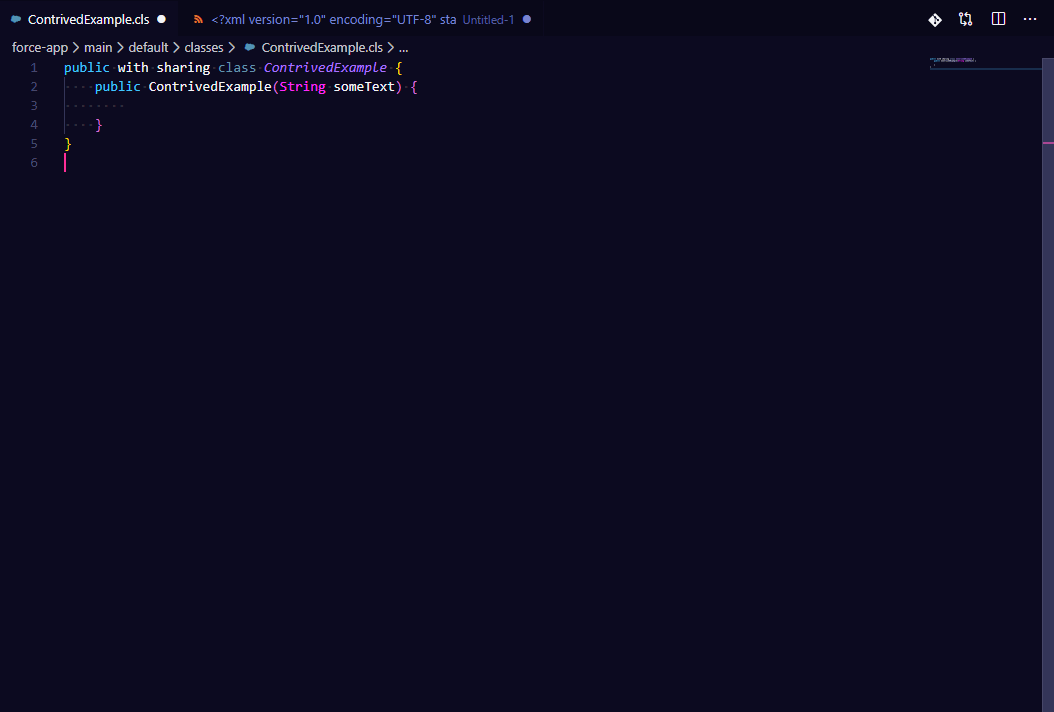 ContrivedExample.cls <?xml version="1.0" encoding="UTF-8" sta Untitled-1
force-app > main > default > classes > ContrivedExample.cls > ...
1 public with sharing class ContrivedExample {
2     public ContrivedExample(String someText) {
3
4     }
5 }
6